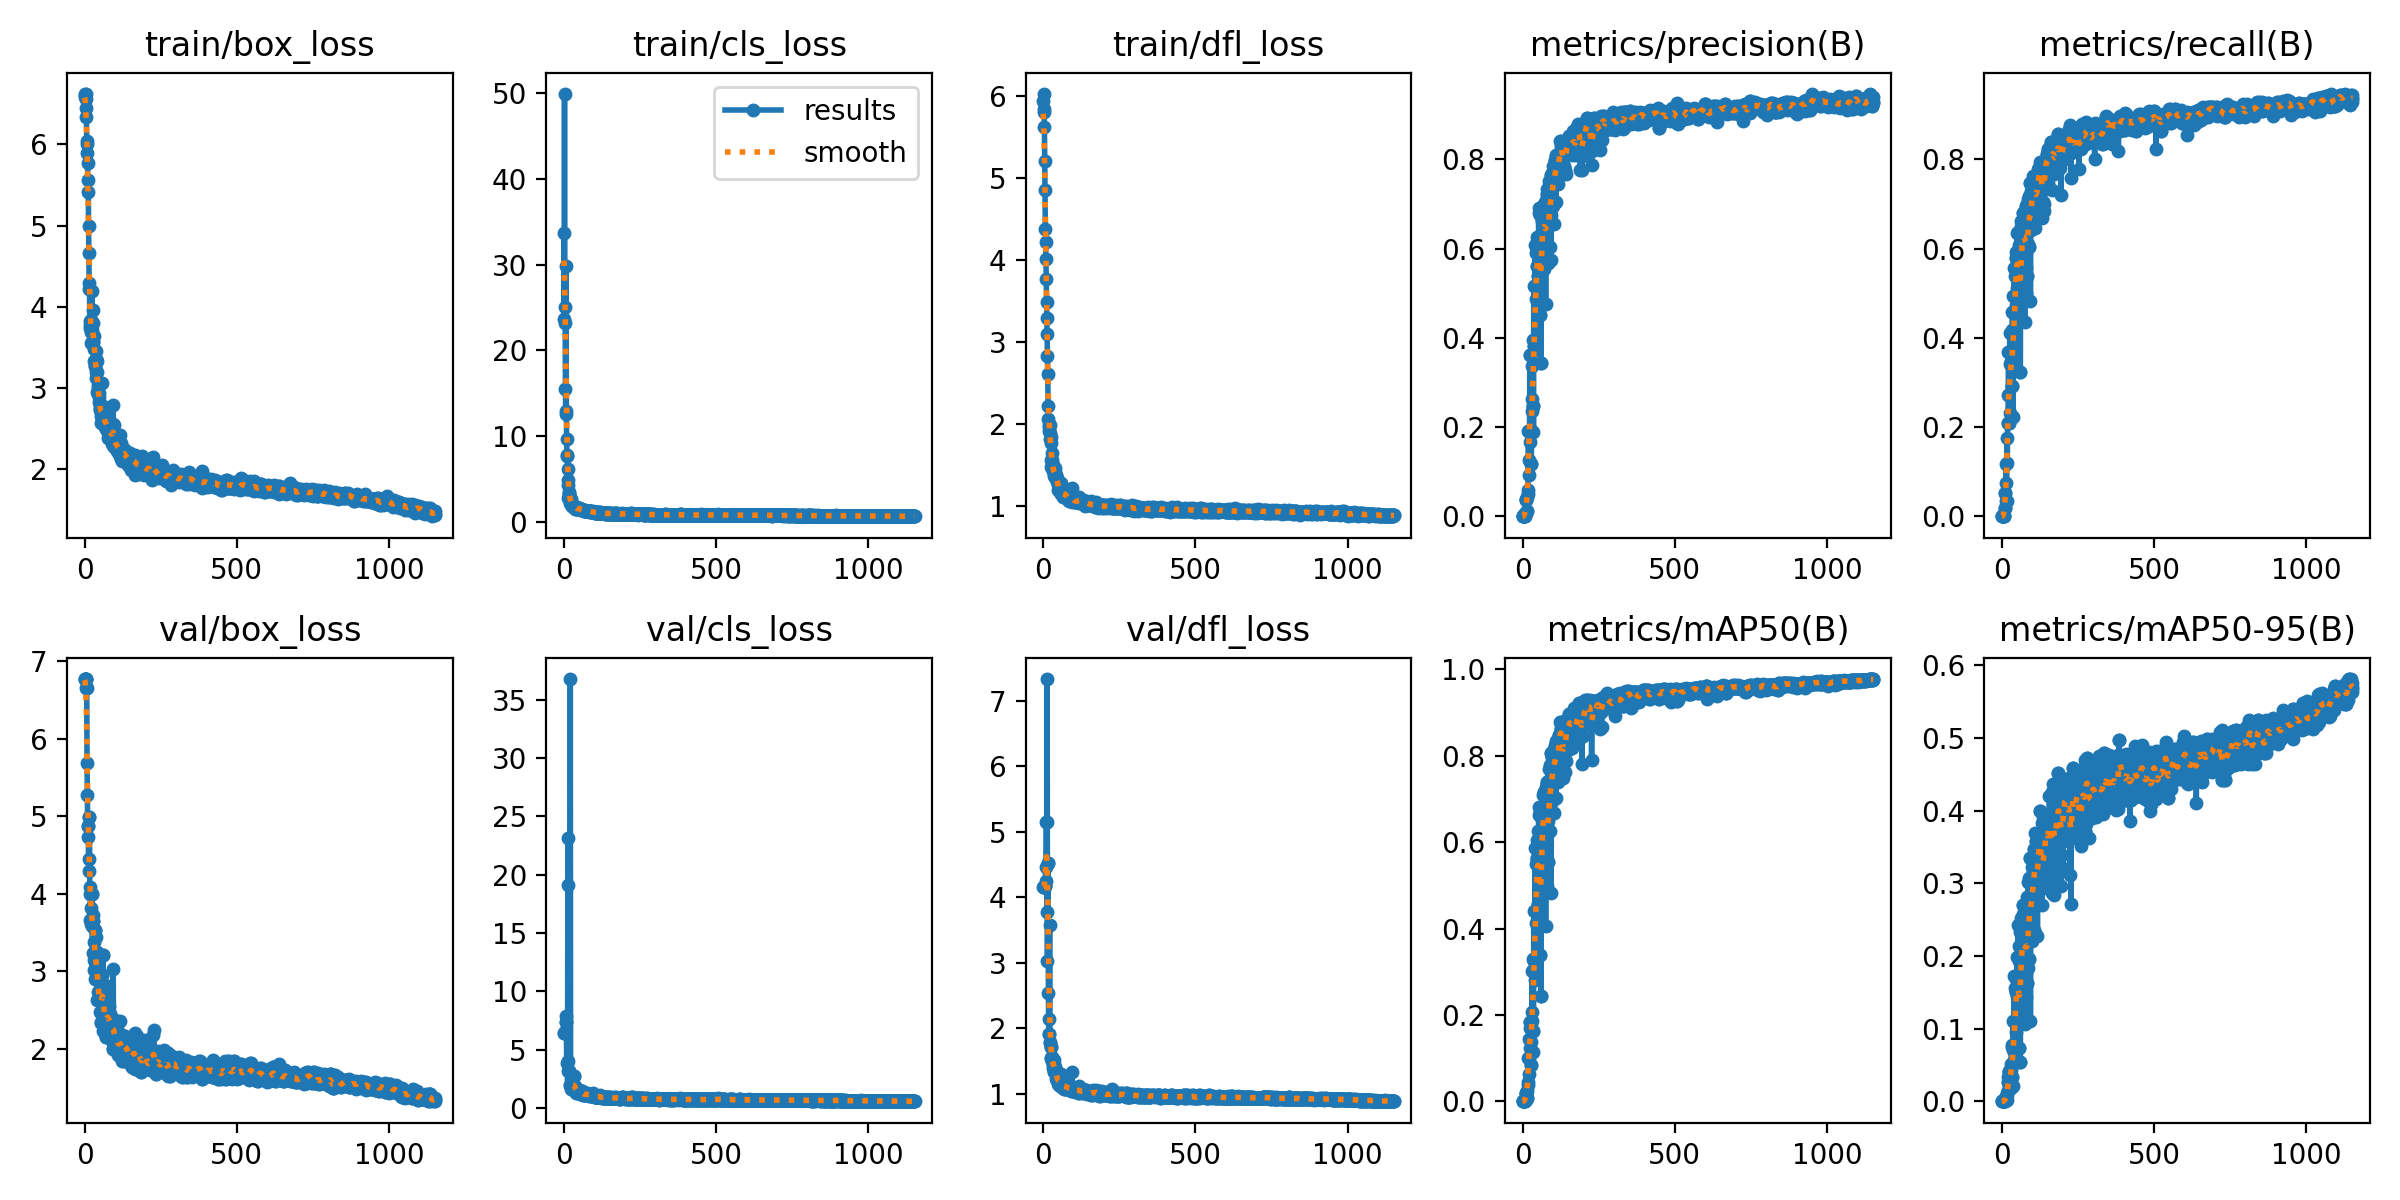 train/box_loss
train/cls_loss
train/dfl_loss
metrics/precision(B)
metrics/recall(B)
6
5
4
3
2
0 500 1000
50
40
30
20
10
0
results
smooth
0 500 1000
6
5
4
3
2
1
0 500 1000
0.8
0.6
0.4
0.2
0.0
0 500 1000
0.8
0.6
0.4
0.2
0.0
0 500 1000
val/box_loss
val/cls_loss
val/dfl_loss
metrics/mAP50(B)
metrics/mAP50-95(B)
7
6
5
4
3
2
0 500 1000
35
30
25
20
15
10
5
0
0 500 1000
7
6
5
4
3
2
1
0 500 1000
1.0
0.8
0.6
0.4
0.2
0.0
0 500 1000
0.6
0.5
0.4
0.3
0.2
0.1
0.0
0 500 1000